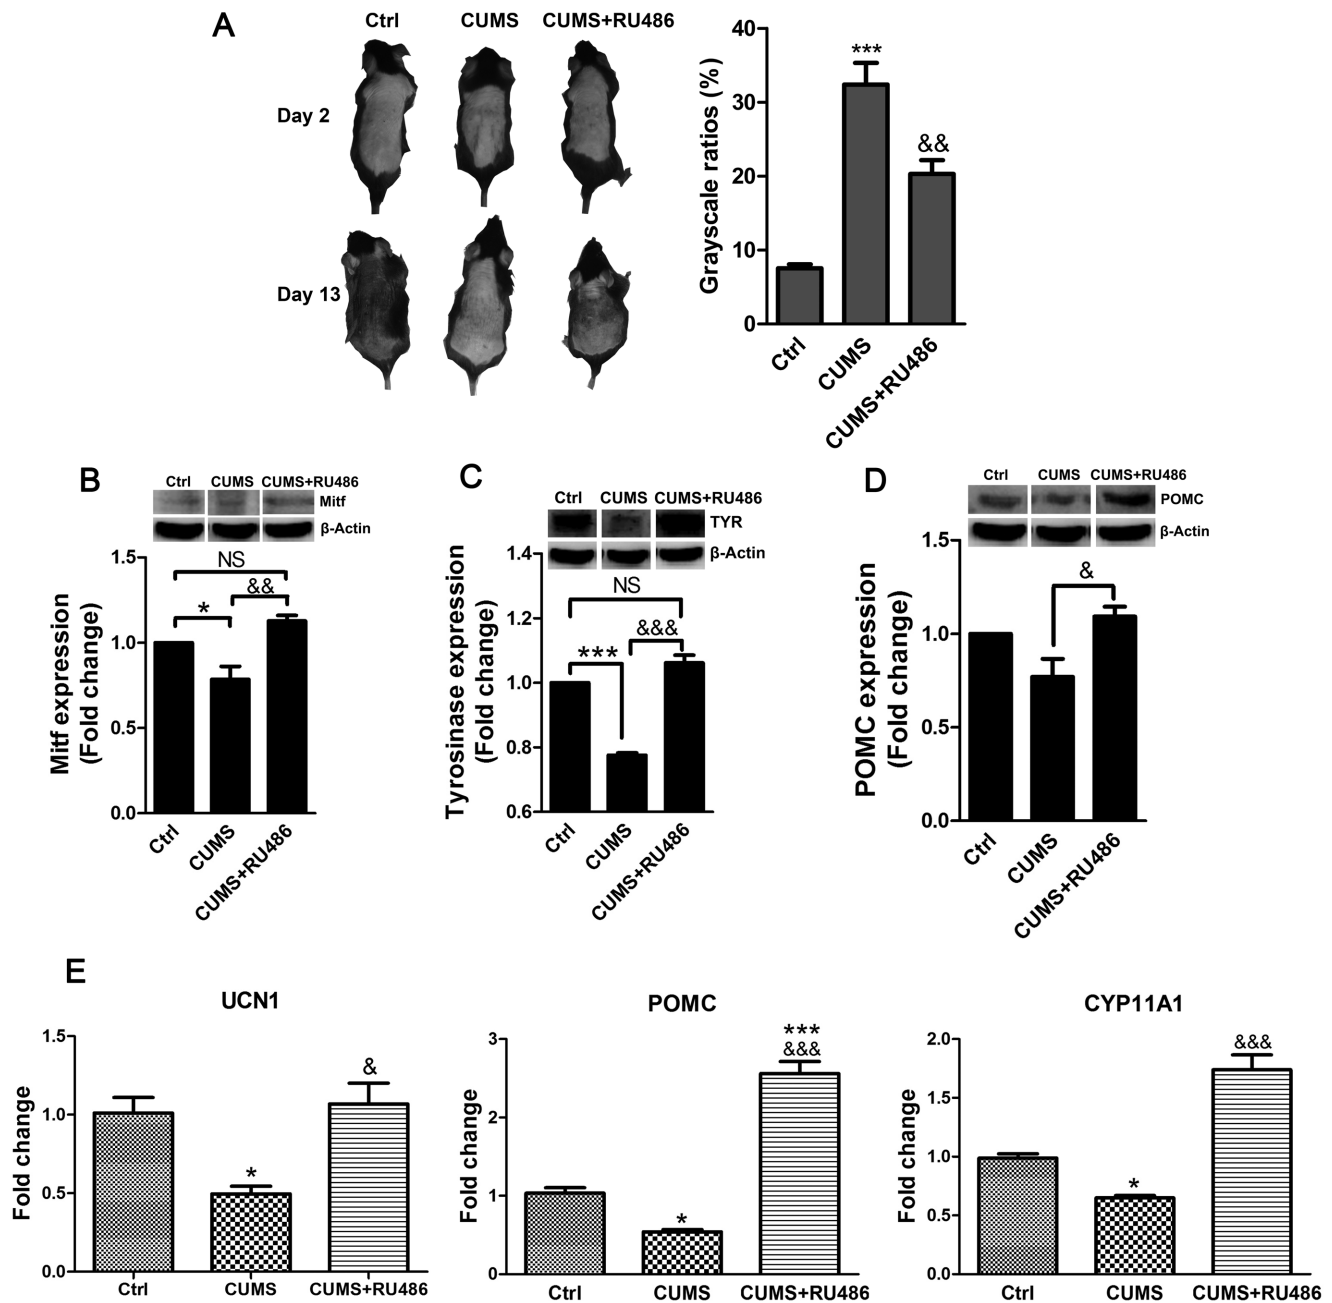 A
Ctrl CUMS CUMS+RU486
Day 2
Day 13
Grayscale ratios (%)
40
30
20
10
0
***
&&
Ctrl
CUMS
CUMS+RU486
B
Ctrl CUMS CUMS+RU486
Mitf
β-Actin
Mitf expression
(Fold change)
1.5
1.0
0.5
0.0
NS
&&
*
Ctrl
CUMS
CUMS+RU486
C
Ctrl CUMS CUMS+RU486
TYR
β-Actin
Tyrosinase expression
(Fold change)
1.4
1.2
1.0
0.8
0.6
NS
&&&
***
Ctrl
CUMS
CUMS+RU486
D
Ctrl CUMS CUMS+RU486
POMC
β-Actin
POMC expression
(Fold change)
1.5
1.0
0.5
0.0
&
Ctrl
CUMS
CUMS+RU486
E
UCN1
Fold change
1.5
1.0
0.5
0.0
*
&
Ctrl CUMS CUMS+RU486
POMC
Fold change
3
2
1
0
*
***
&&&
Ctrl CUMS CUMS+RU486
CYP11A1
Fold change
2.0
1.5
1.0
0.5
0.0
*
&&&
Ctrl CUMS CUMS+RU486